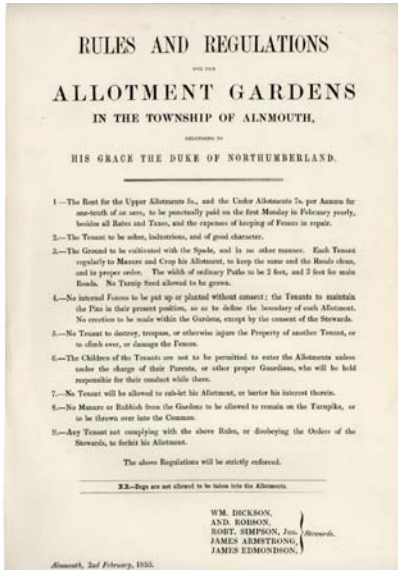 RULES AND REGULATIONS
FOR THE
ALLOTMENT GARDENS
IN THE TOWNSHIP OF ALNMOUTH,
BELONGING TO
HIS GRACE THE DUKE OF NORTHUMBERLAND.
1—The Rent for the Upper Allotments 5s., and the Under Allotments 7s. per Annum for
one-tenth of an acre, to be punctually paid on the first Monday in February yearly,
besides all Rates and Taxes, and the expenses of keeping of Fences in repair.
2.—The Tenant to be sober, industrious, and of good character.
3.—The Ground to be cultivated with the Spade, and in no other manner. Each Tenant
regularly to Manure and Crop his Allotment, to keep the same and the Roads clean,
and in proper order. The width of ordinary Paths to be 2 feet, and 3 feet for main
Roads. No Turnip Seed allowed to be grown.
4.—No internal Fences to be put up or planted without consent; the Tenants to maintain
the Pins in their present position, so as to define the boundary of each Allotment.
No erection to be made within the Gardens, except by the consent of the Stewards.
5.—No Tenant to destroy, trespass, or otherwise injure the Property of another Tenant, or
to climb over, or damage the Fences.
6.—The Children of the Tenants are not to be permitted to enter the Allotments unless
under the charge of their Parents, or other proper Guardians, who will be held
responsible for their conduct while there.
7.—No Tenant will be allowed to sub-let his Allotment, or barter his interest therein.
8.—No Manure or Rubbish from the Gardens to be allowed to remain on the Turnpike, or
to be thrown over into the Common.
9.—Any Tenant not complying with the above Rules, or disobeying the Orders of the
Stewards, to forfeit his Allotment.
The above Regulations will be strictly enforced.
N.B.—Dogs are not allowed to be taken into the Allotments.
WM. DICKSON,
AND. ROBSON,
ROBT. SIMPSON, Jun.
JAMES ARMSTRONG,
JAMES EDMONDSON,
Stewards.
Alnmouth, 2nd February, 1853.